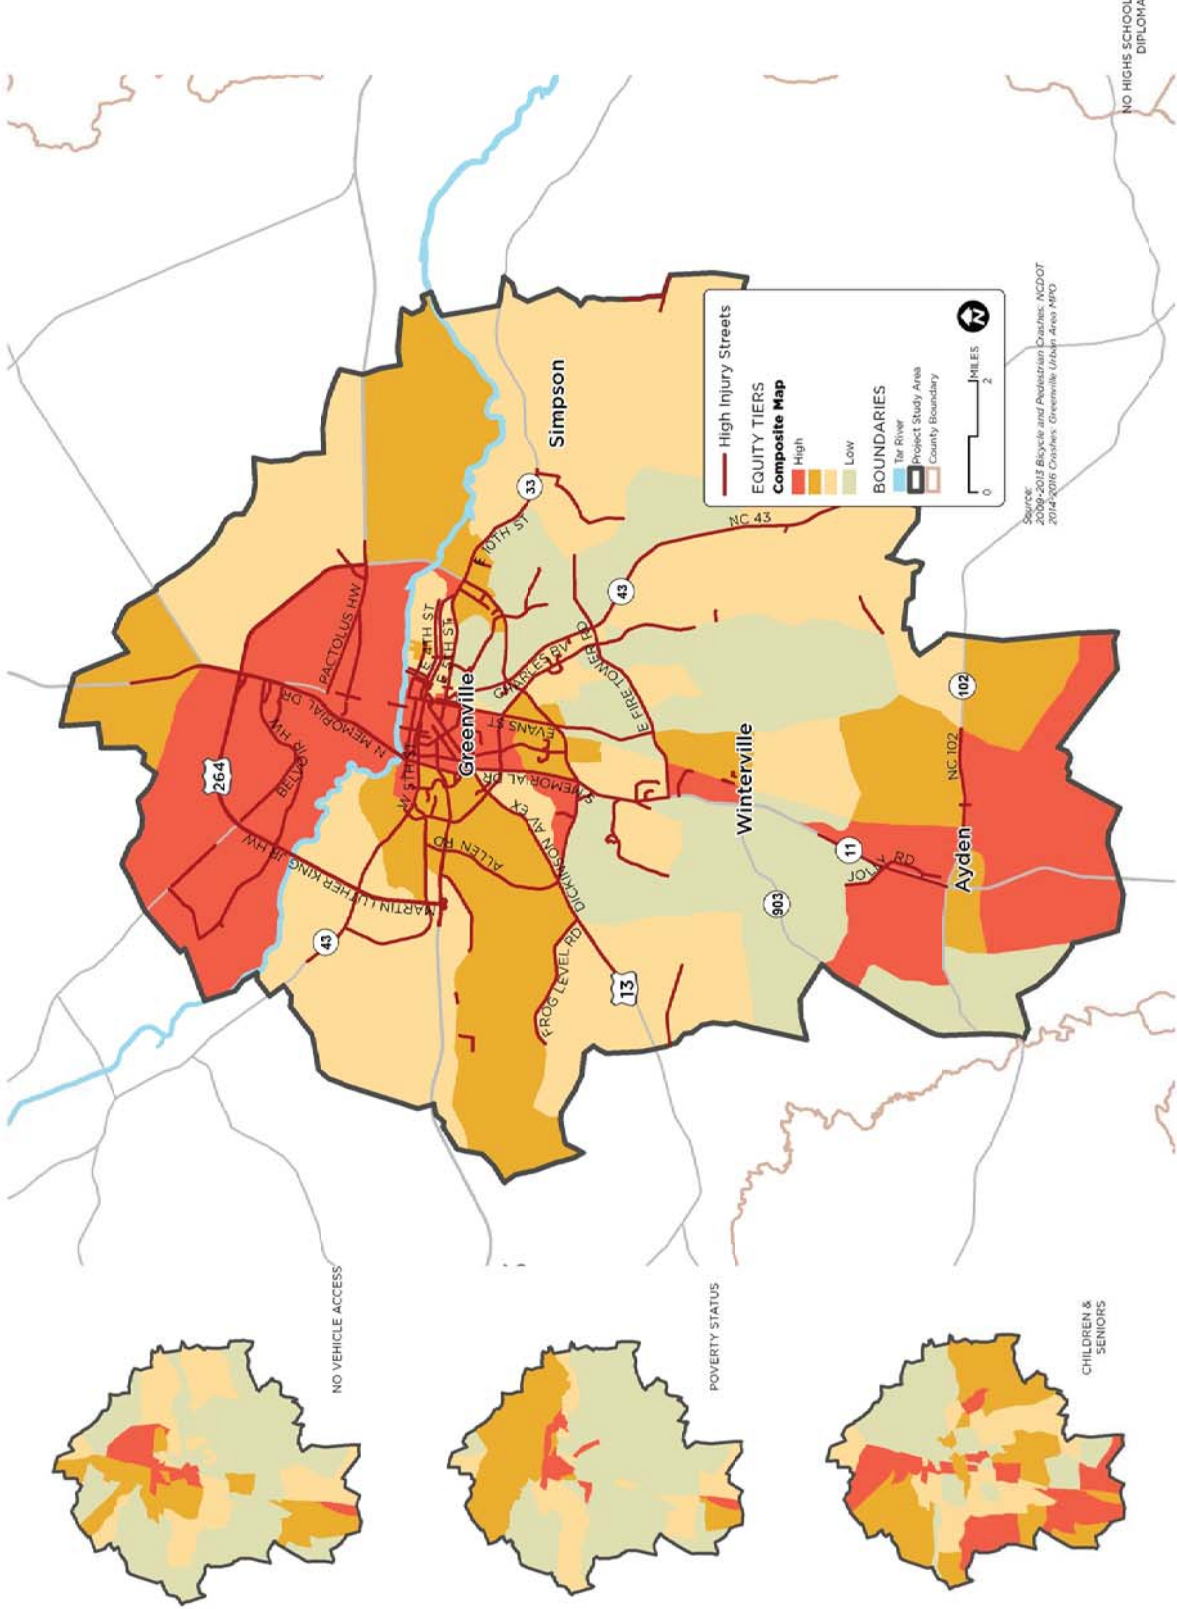 NO HIGHS SCHOOL
DIPLOMA
264
PACTOLUS HW
N MEMORIAL DR
BELVOIR HW
MARTIN LUTHER KING JR HW
43
W 5TH ST
E 4TH ST
E 5TH ST
E 10TH ST
33
Simpson
Greenville
CHARLES BV
EVANS ST
S MEMORIAL DR
E FIRE TOWER RD
43
NC 43
ALLEN RD
DICKINSON AV EX
FROG LEVEL RD
13
Winterville
903
11
JOLLY RD
Ayden
NC 102
102
High Injury Streets
EQUITY TIERS
Composite Map
High
Low
BOUNDARIES
Tar River
Project Study Area
County Boundary
0
2
MILES
N
Source:
2009-2013 Bicycle and Pedestrian Crashes: NCDOT
2014-2016 Crashes: Greenville Urban Area MPO
NO VEHICLE ACCESS
POVERTY STATUS
CHILDREN &
SENIORS